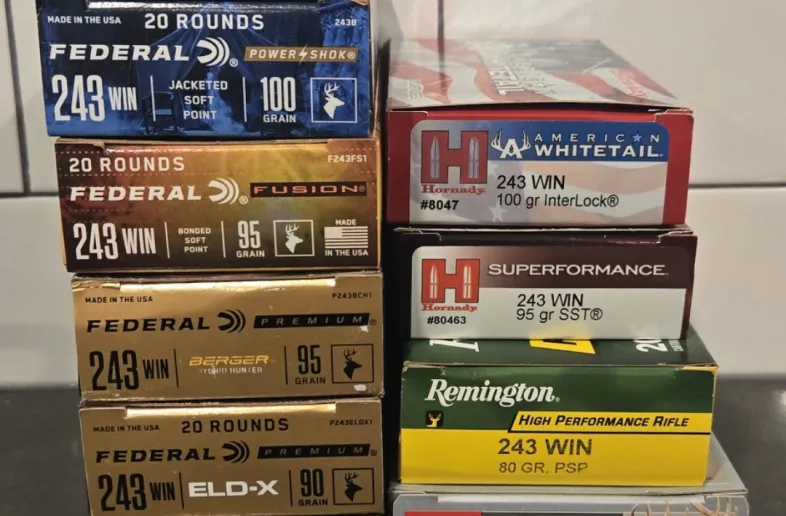 MADE IN THE USA
20 ROUNDS
243B
FEDERAL® POWER SHOK®
243 WIN
JACKETED
SOFT
POINT
100
GRAIN
20 ROUNDS
F243FS1
FEDERAL® FUSION®
243 WIN
BONDED
SOFT
POINT
95
GRAIN
MADE
IN THE USA
MADE IN THE USA
P243BCH1
FEDERAL® PREMIUM®
243 WIN
BERGER
HYBRID HUNTER
95
GRAIN
MADE IN THE USA
20 ROUNDS
P243ELDX1
FEDERAL® PREMIUM®
243 WIN
ELD-X
90
GRAIN
H
Hornady
#8047
AMERICAN
WHITETAIL
243 WIN
100 gr InterLock®
H
Hornady
#80463
SUPERFORMANCE
243 WIN
95 gr SST®
Remington®
HIGH PERFORMANCE RIFLE
243 WIN
80 GR. PSP